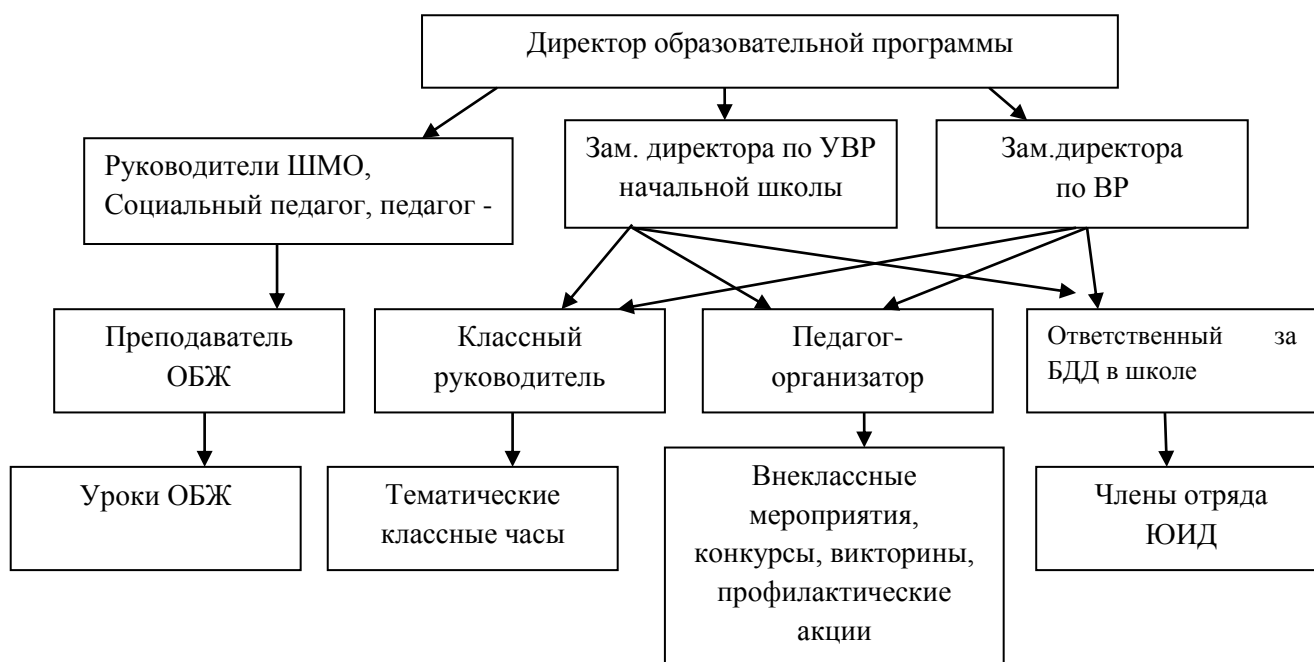 Директор образовательной программы
Руководители ШМО,
Социальный педагог, педагог -
Зам. директора по УВР
начальной школы
Зам.директора
по ВР
Преподаватель
ОБЖ
Классный
руководитель
Педагог-
организатор
Ответственный за
БДД в школе
Уроки ОБЖ
Тематические
классные часы
Внеклассные
мероприятия,
конкурсы, викторины,
профилактические
акции
Члены отряда
ЮИД